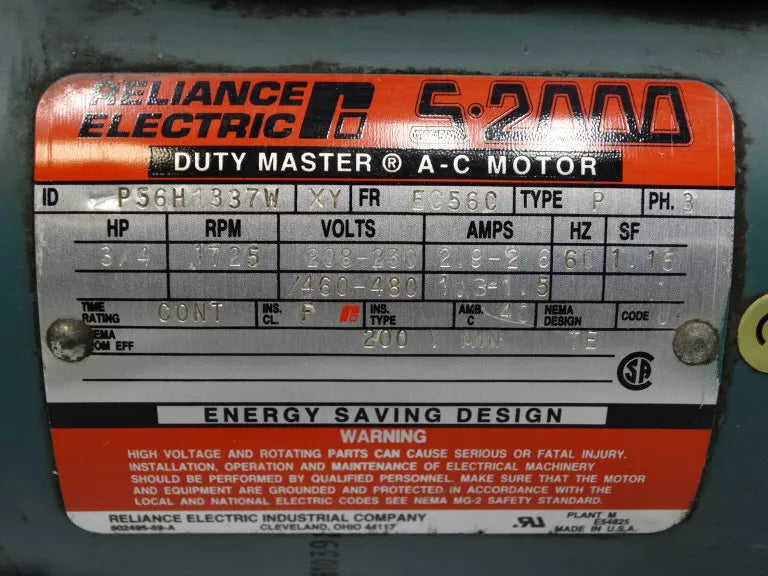 RELIANCE
ELECTRIC
S·2000
DUTY MASTER ® A-C MOTOR
ID P56H1337W XY FR EC56C TYPE P PH. 3
HP RPM VOLTS AMPS HZ SF
3/4 1725 208-230 2.9-2.6 60 1.15
/460-480 1.3-1.5
TIME RATING CONT INS. CL. F INS. TYPE AMB. C 40 NEMA DESIGN CODE
NOM EFF 200 V MIN TE
ENERGY SAVING DESIGN
WARNING
HIGH VOLTAGE AND ROTATING PARTS CAN CAUSE SERIOUS OR FATAL INJURY.
INSTALLATION, OPERATION AND MAINTENANCE OF ELECTRICAL MACHINERY
SHOULD BE PERFORMED BY QUALIFIED PERSONNEL. MAKE SURE THAT THE MOTOR
AND EQUIPMENT ARE GROUNDED AND PROTECTED IN ACCORDANCE WITH THE
LOCAL AND NATIONAL ELECTRIC CODES SEE NEMA MG-2 SAFETY STANDARD.
RELIANCE ELECTRIC INDUSTRIAL COMPANY PLANT M
602495-69-A CLEVELAND, OHIO 44117 E54825
MADE IN U.S.A.